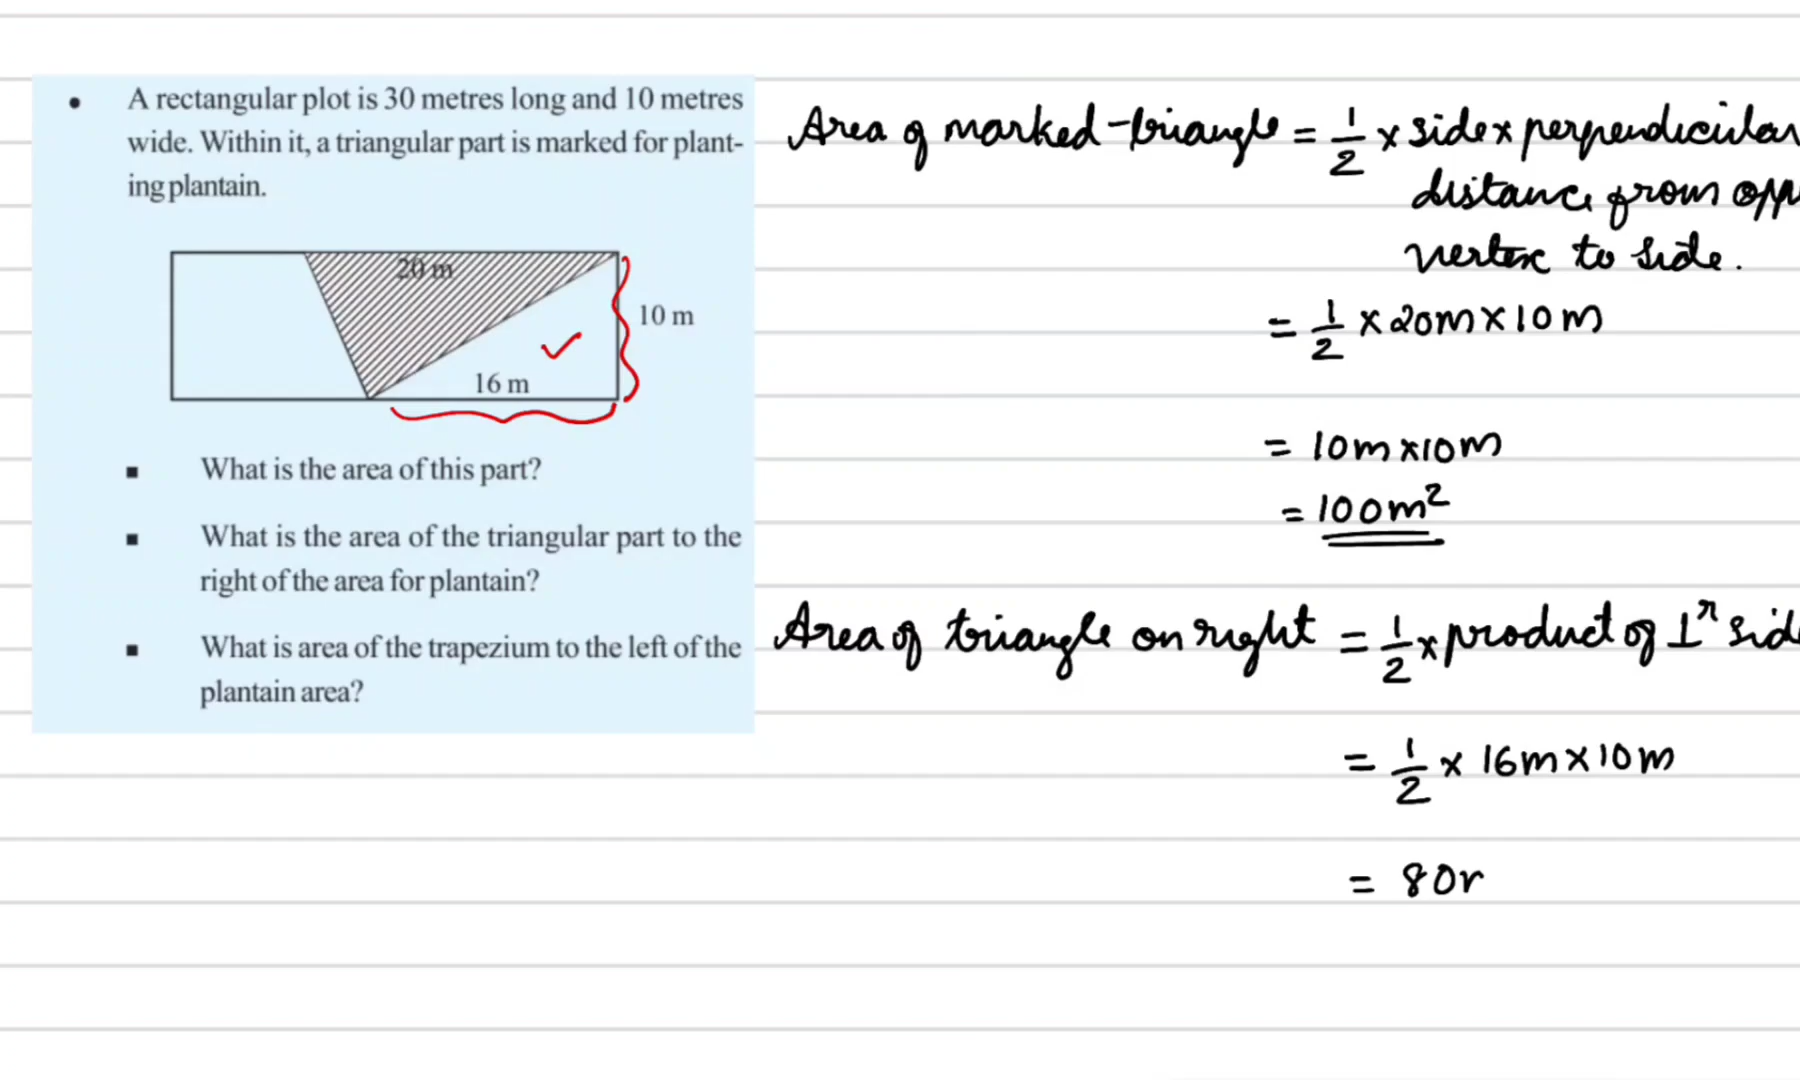 • A rectangular plot is 30 metres long and 10 metres
wide. Within it, a triangular part is marked for plant-
ing plantain.
20 m
10 m
16 m
▪ What is the area of this part?
▪ What is the area of the triangular part to the
right of the area for plantain?
▪ What is area of the trapezium to the left of the
plantain area?
Area of marked triangle = 1/2 × side × perpendicular
distance from opp
vertex to side.
= 1/2 × 20m × 10m
= 10m × 10m
= 100m²
Area of triangle on right = 1/2 × product of ⊥r side
= 1/2 × 16m × 10m
= 80